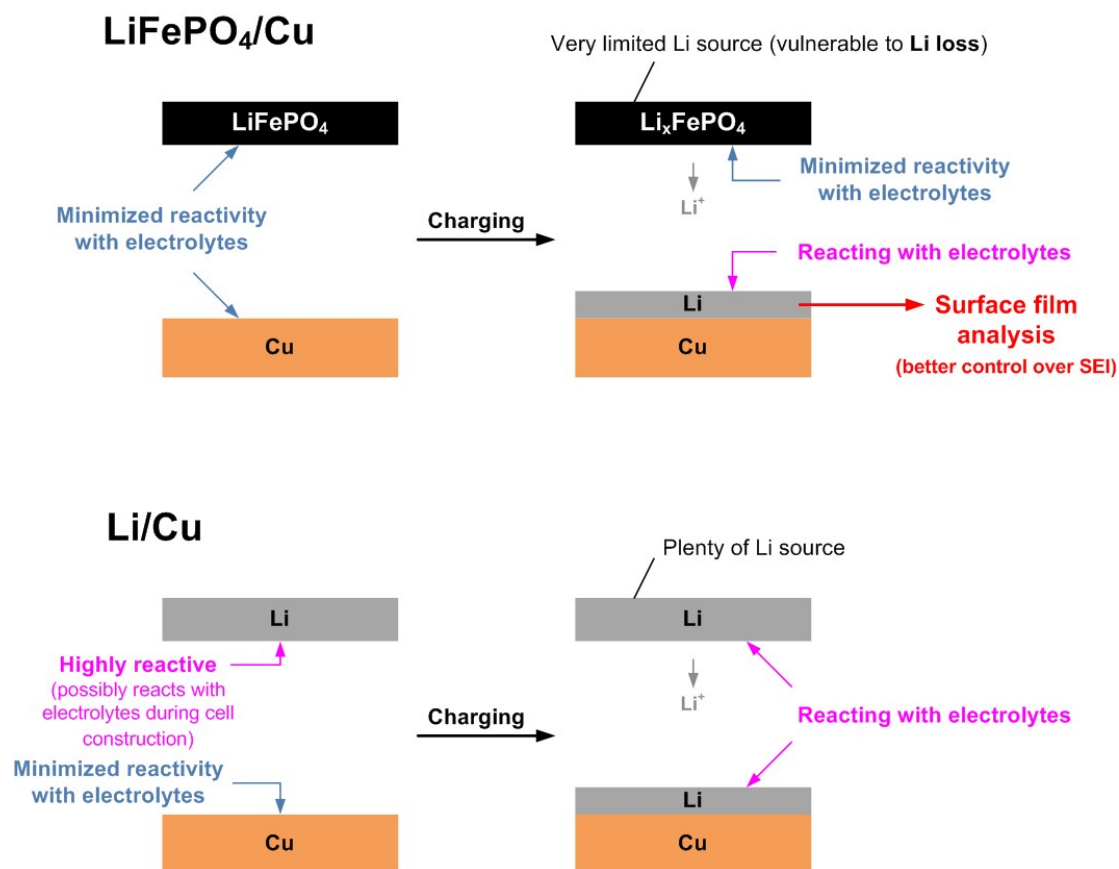 LiFePO₄/Cu
Very limited Li source (vulnerable to Li loss)
LiFePO₄
LiₓFePO₄
Minimized reactivity
with electrolytes
Li⁺
Minimized reactivity
with electrolytes
Charging
Reacting with electrolytes
Li
Surface film
analysis
(better control over SEI)
Cu
Cu
Li/Cu
Plenty of Li source
Li
Li
Highly reactive
(possibly reacts with
electrolytes during cell
construction)
Li⁺
Charging
Reacting with electrolytes
Minimized reactivity
with electrolytes
Li
Cu
Cu